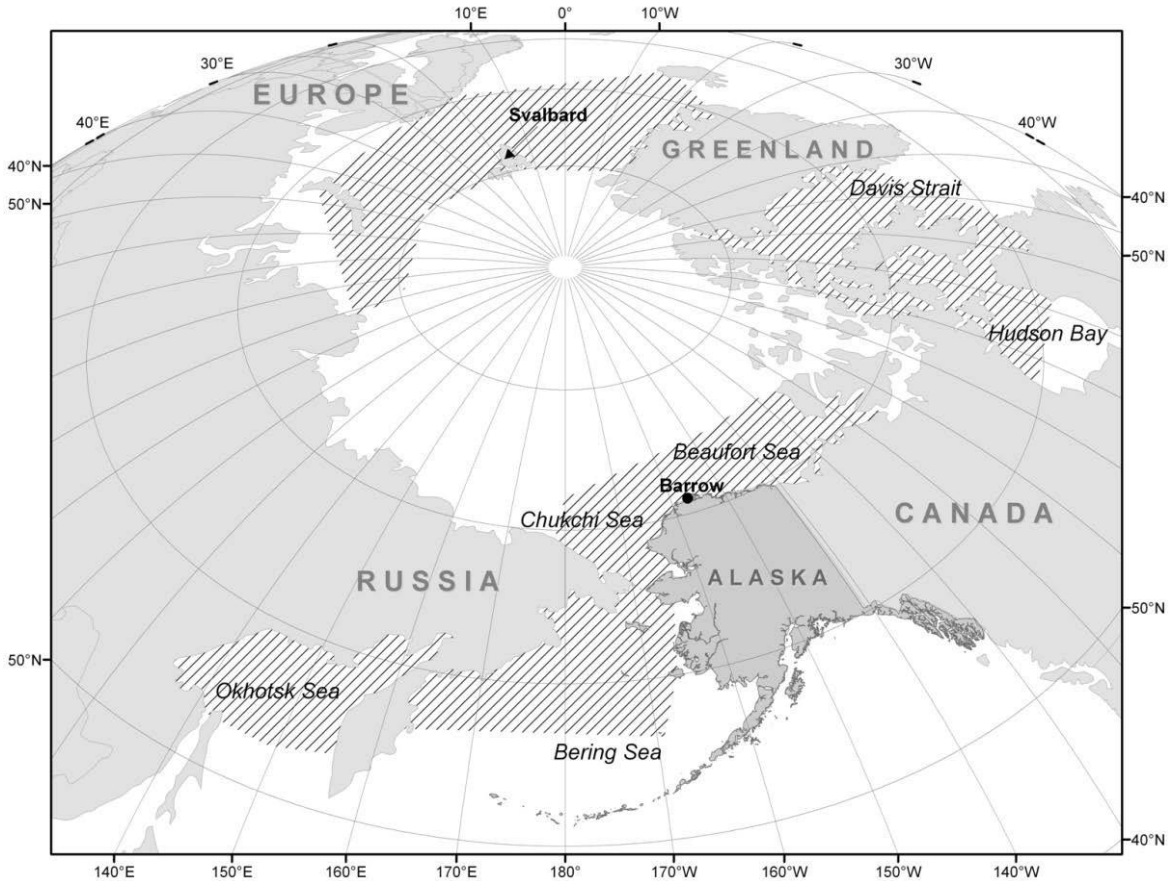 10°E 0° 10°W
30°E 30°W
EUROPE
Svalbard
40°E 40°W
GREENLAND
40°N
Davis Strait
40°N
50°N
50°N
Hudson Bay
Beaufort Sea
Barrow
Chukchi Sea CANADA
RUSSIA ALASKA
50°N
50°N
Okhotsk Sea
Bering Sea
40°N
140°E 150°E 160°E 170°E 180° 170°W 160°W 150°W 140°W